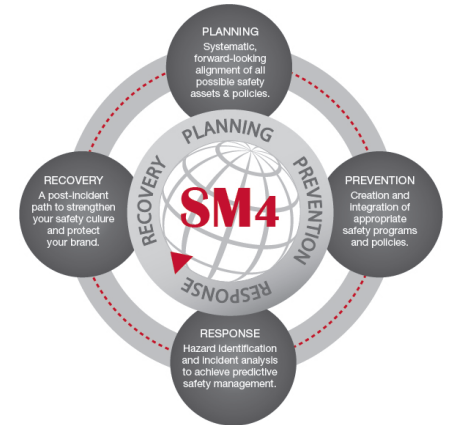 PLANNING
Systematic,
forward-looking
alignment of all
possible safety
assets & policies.
RECOVERY
A post-incident
path to strengthen
your safety culure
and protect
your brand.
PLANNING
PREVENTION
RESPONSE
RECOVERY
SM4
PREVENTION
Creation and
integration of
appropriate
safety programs
and policies.
RESPONSE
Hazard identification
and incident analysis
to achieve predictive
safety management.